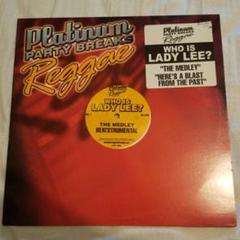 Platinum
PARTY BREAKS
Reggae
Platinum
Reggae
WHO IS
LADY LEE?
"THE MEDLEY"
"HERE'S A BLAST
FROM THE PAST"
Reggae
WHO IS
LADY LEE?
THE MEDLEY
BEATSTRUMENTAL